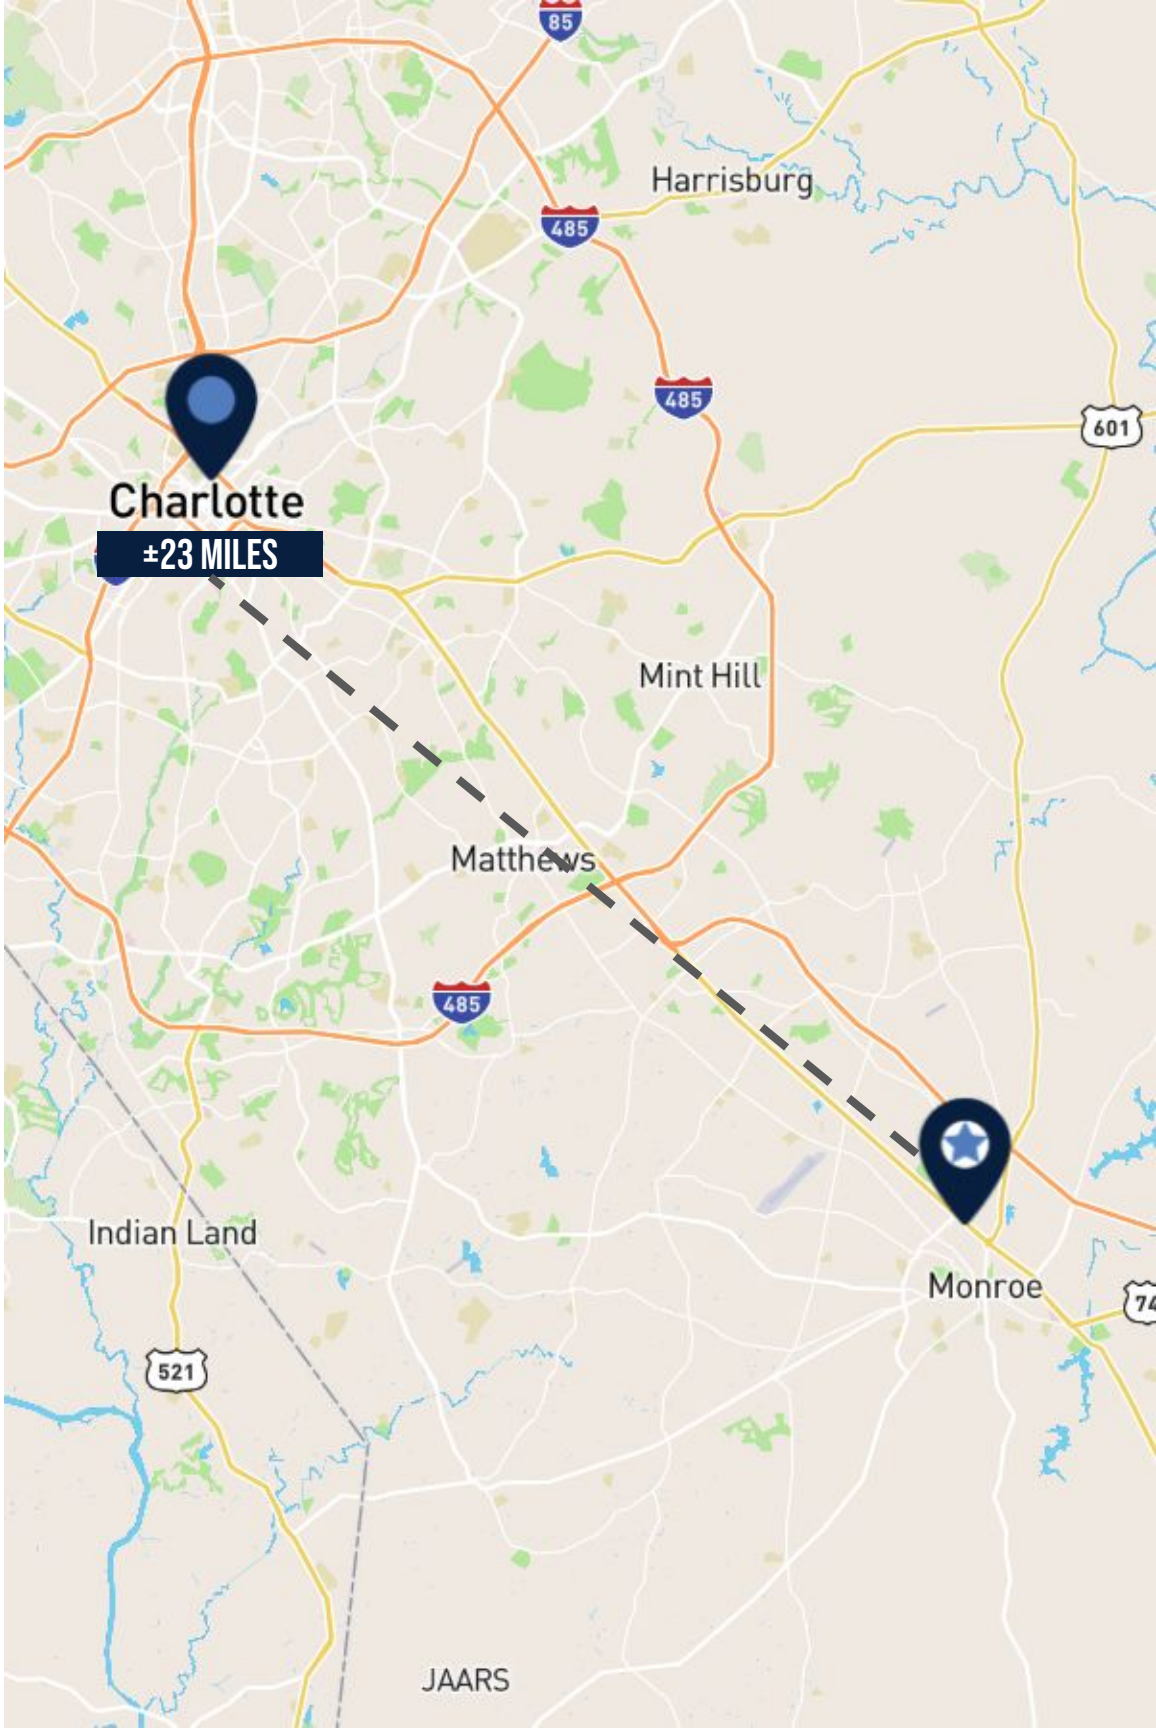 85
Harrisburg
485
485
601
Charlotte
±23 MILES
Mint Hill
Matthews
485
Indian Land
Monroe
74
521
JAARS